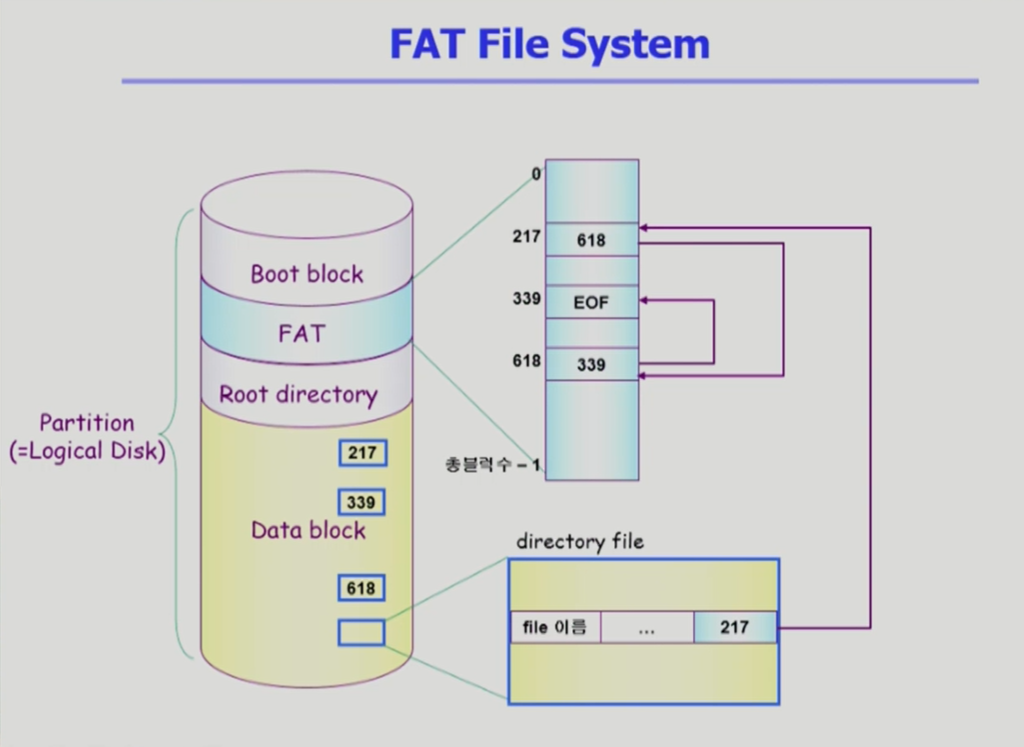 FAT File System
Boot block
FAT
Root directory
Partition
(=Logical Disk)
217
339
Data block
618
0
217
618
339
EOF
618
339
총블럭수 – 1
directory file
file 이름
...
217